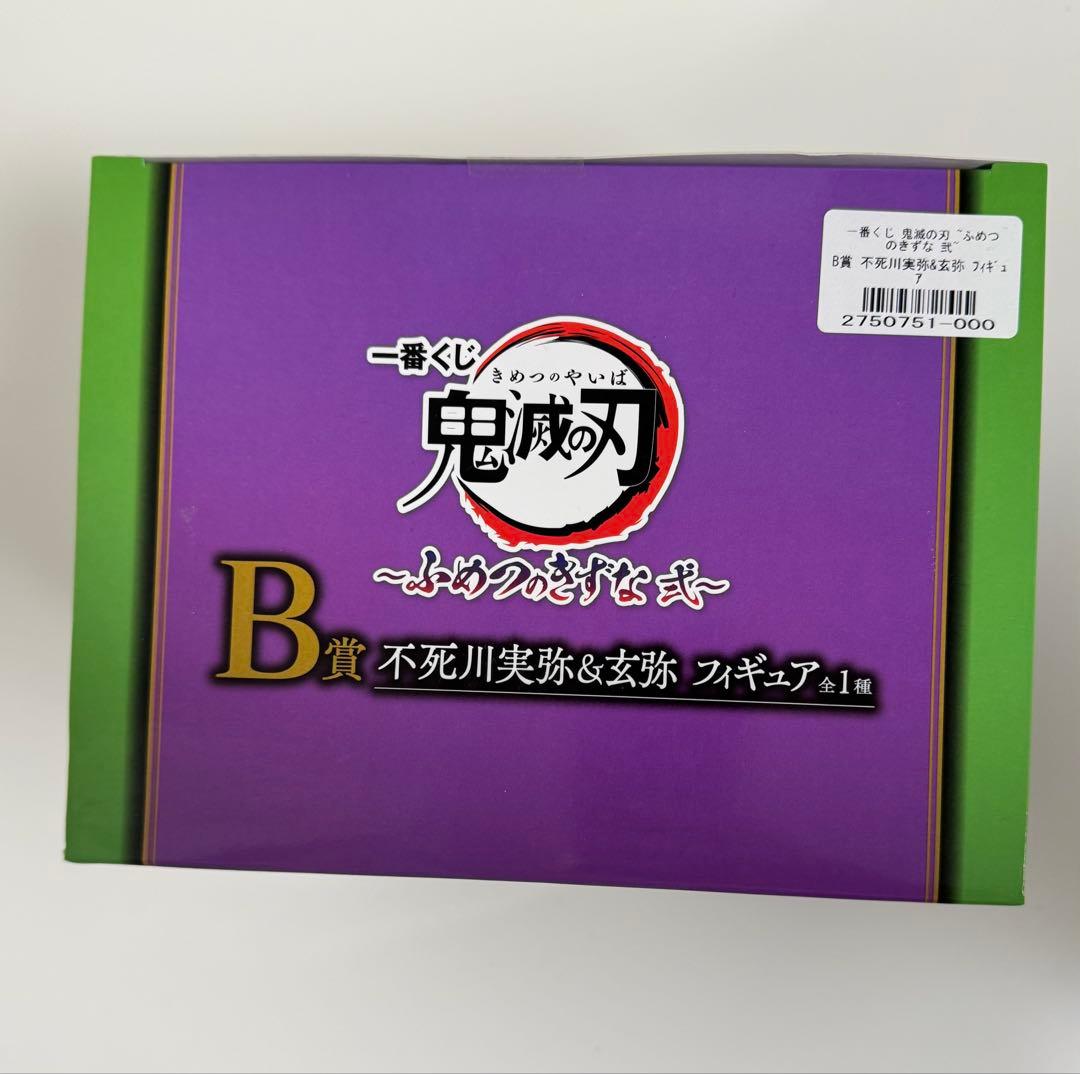 一番くじ 鬼滅の刃 ~ふめつ
のきずな 弐~
B賞 不死川実弥&玄弥 ﾌｨｷﾞｭ
ｱ
2750751-000
一番くじ
きめつのやいば
鬼滅の刃
～ふめつのきずな 弐～
B賞 不死川実弥&玄弥 フィギュア 全1種